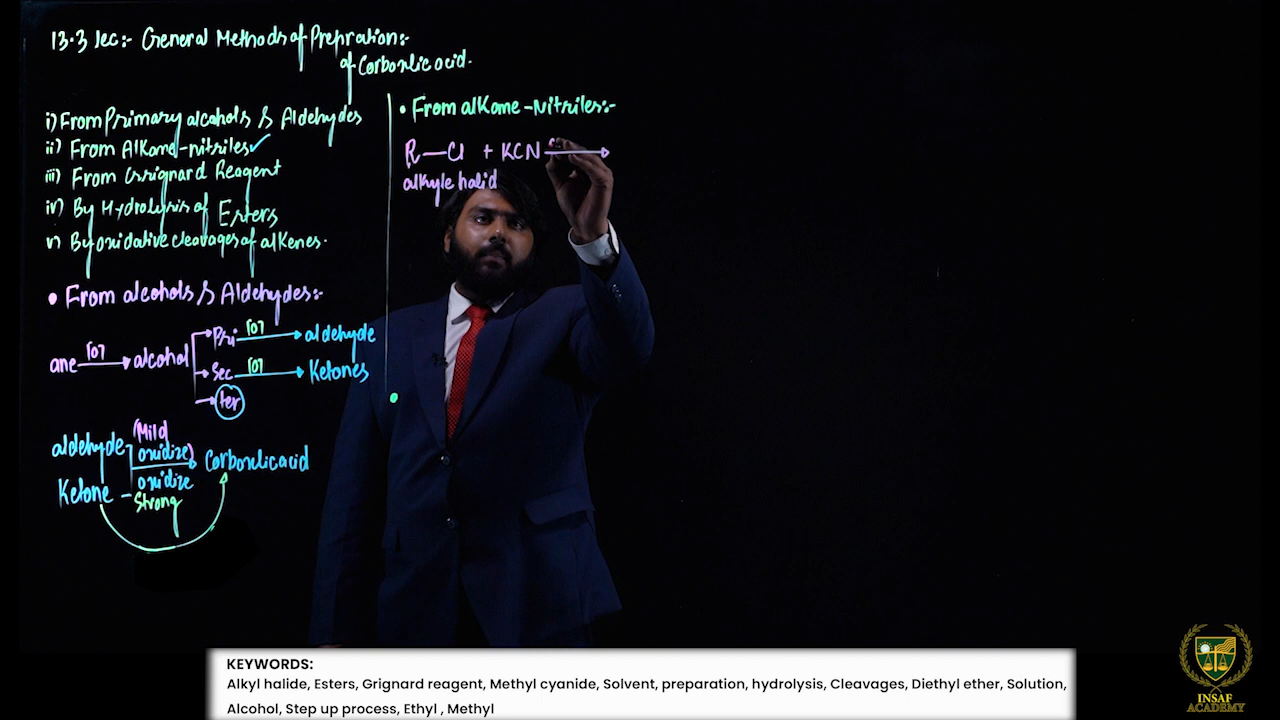 13.3 lec:- General Methods of Prepration:-
of Carboxlic acid.
i) From Primary alcohols & Aldehydes
ii) From Alkane-nitriles ✓
iii) From Grignard Reagent
iv) By Hydrolysis of Esters
v) By oxidative cleavages of alkenes.
• From alcohols & Aldehydes:-
ane [O] → alcohol
Pri [O] → aldehyde
Sec [O] → Ketones
ter
aldehyde (Mild oxidize) → Carboxlic acid
Ketone - oxidize
Strong
• From alkane-Nitriles:-
R—Cl + KCN →
alkyle halid
KEYWORDS:
Alkyl halide, Esters, Grignard reagent, Methyl cyanide, Solvent, preparation, hydrolysis, Cleavages, Diethyl ether, Solution,
Alcohol, Step up process, Ethyl , Methyl
INSAF
ACADEMY